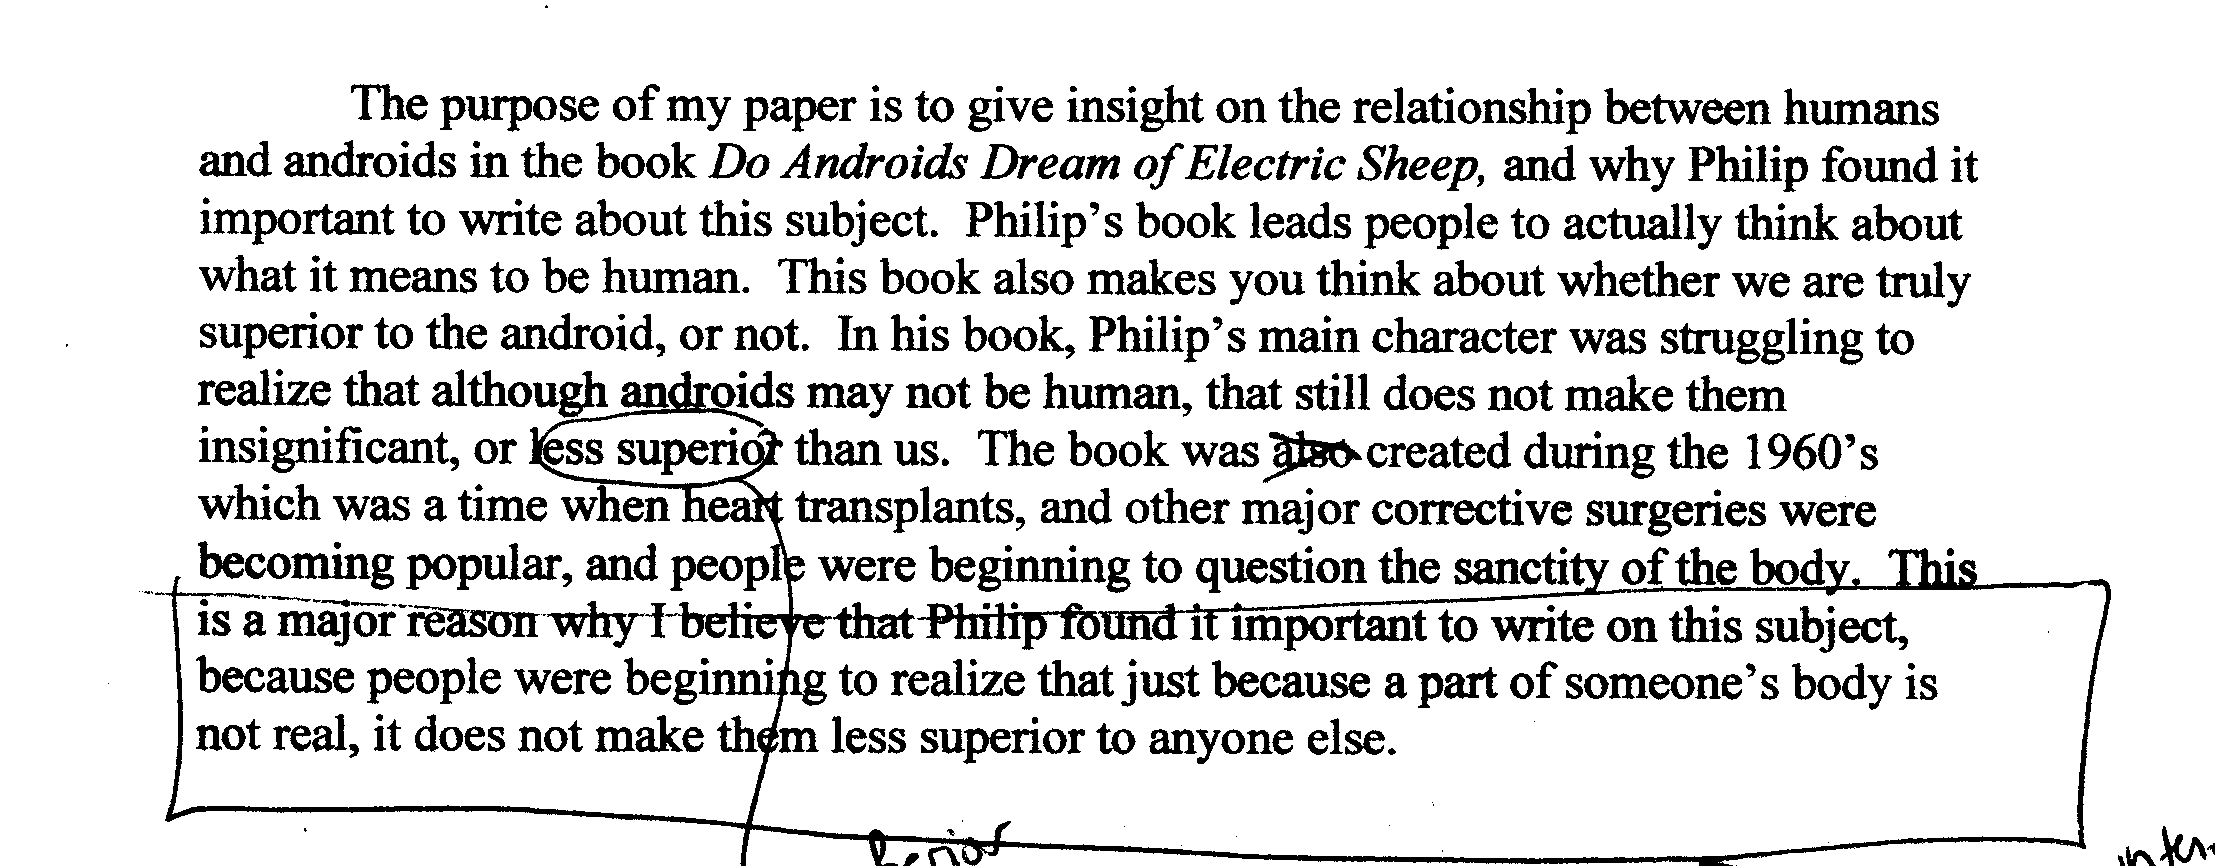 The purpose of my paper is to give insight on the relationship between humans
and androids in the book Do Androids Dream of Electric Sheep, and why Philip found it
important to write about this subject.  Philip's book leads people to actually think about
what it means to be human.  This book also makes you think about whether we are truly
superior to the android, or not.  In his book, Philip's main character was struggling to
realize that although androids may not be human, that still does not make them
insignificant, or less superior than us.  The book was also created during the 1960's
which was a time when heart transplants, and other major corrective surgeries were
becoming popular, and people were beginning to question the sanctity of the body.  This
is a major reason why I believe that Philip found it important to write on this subject,
because people were beginning to realize that just because a part of someone's body is
not real, it does not make them less superior to anyone else.